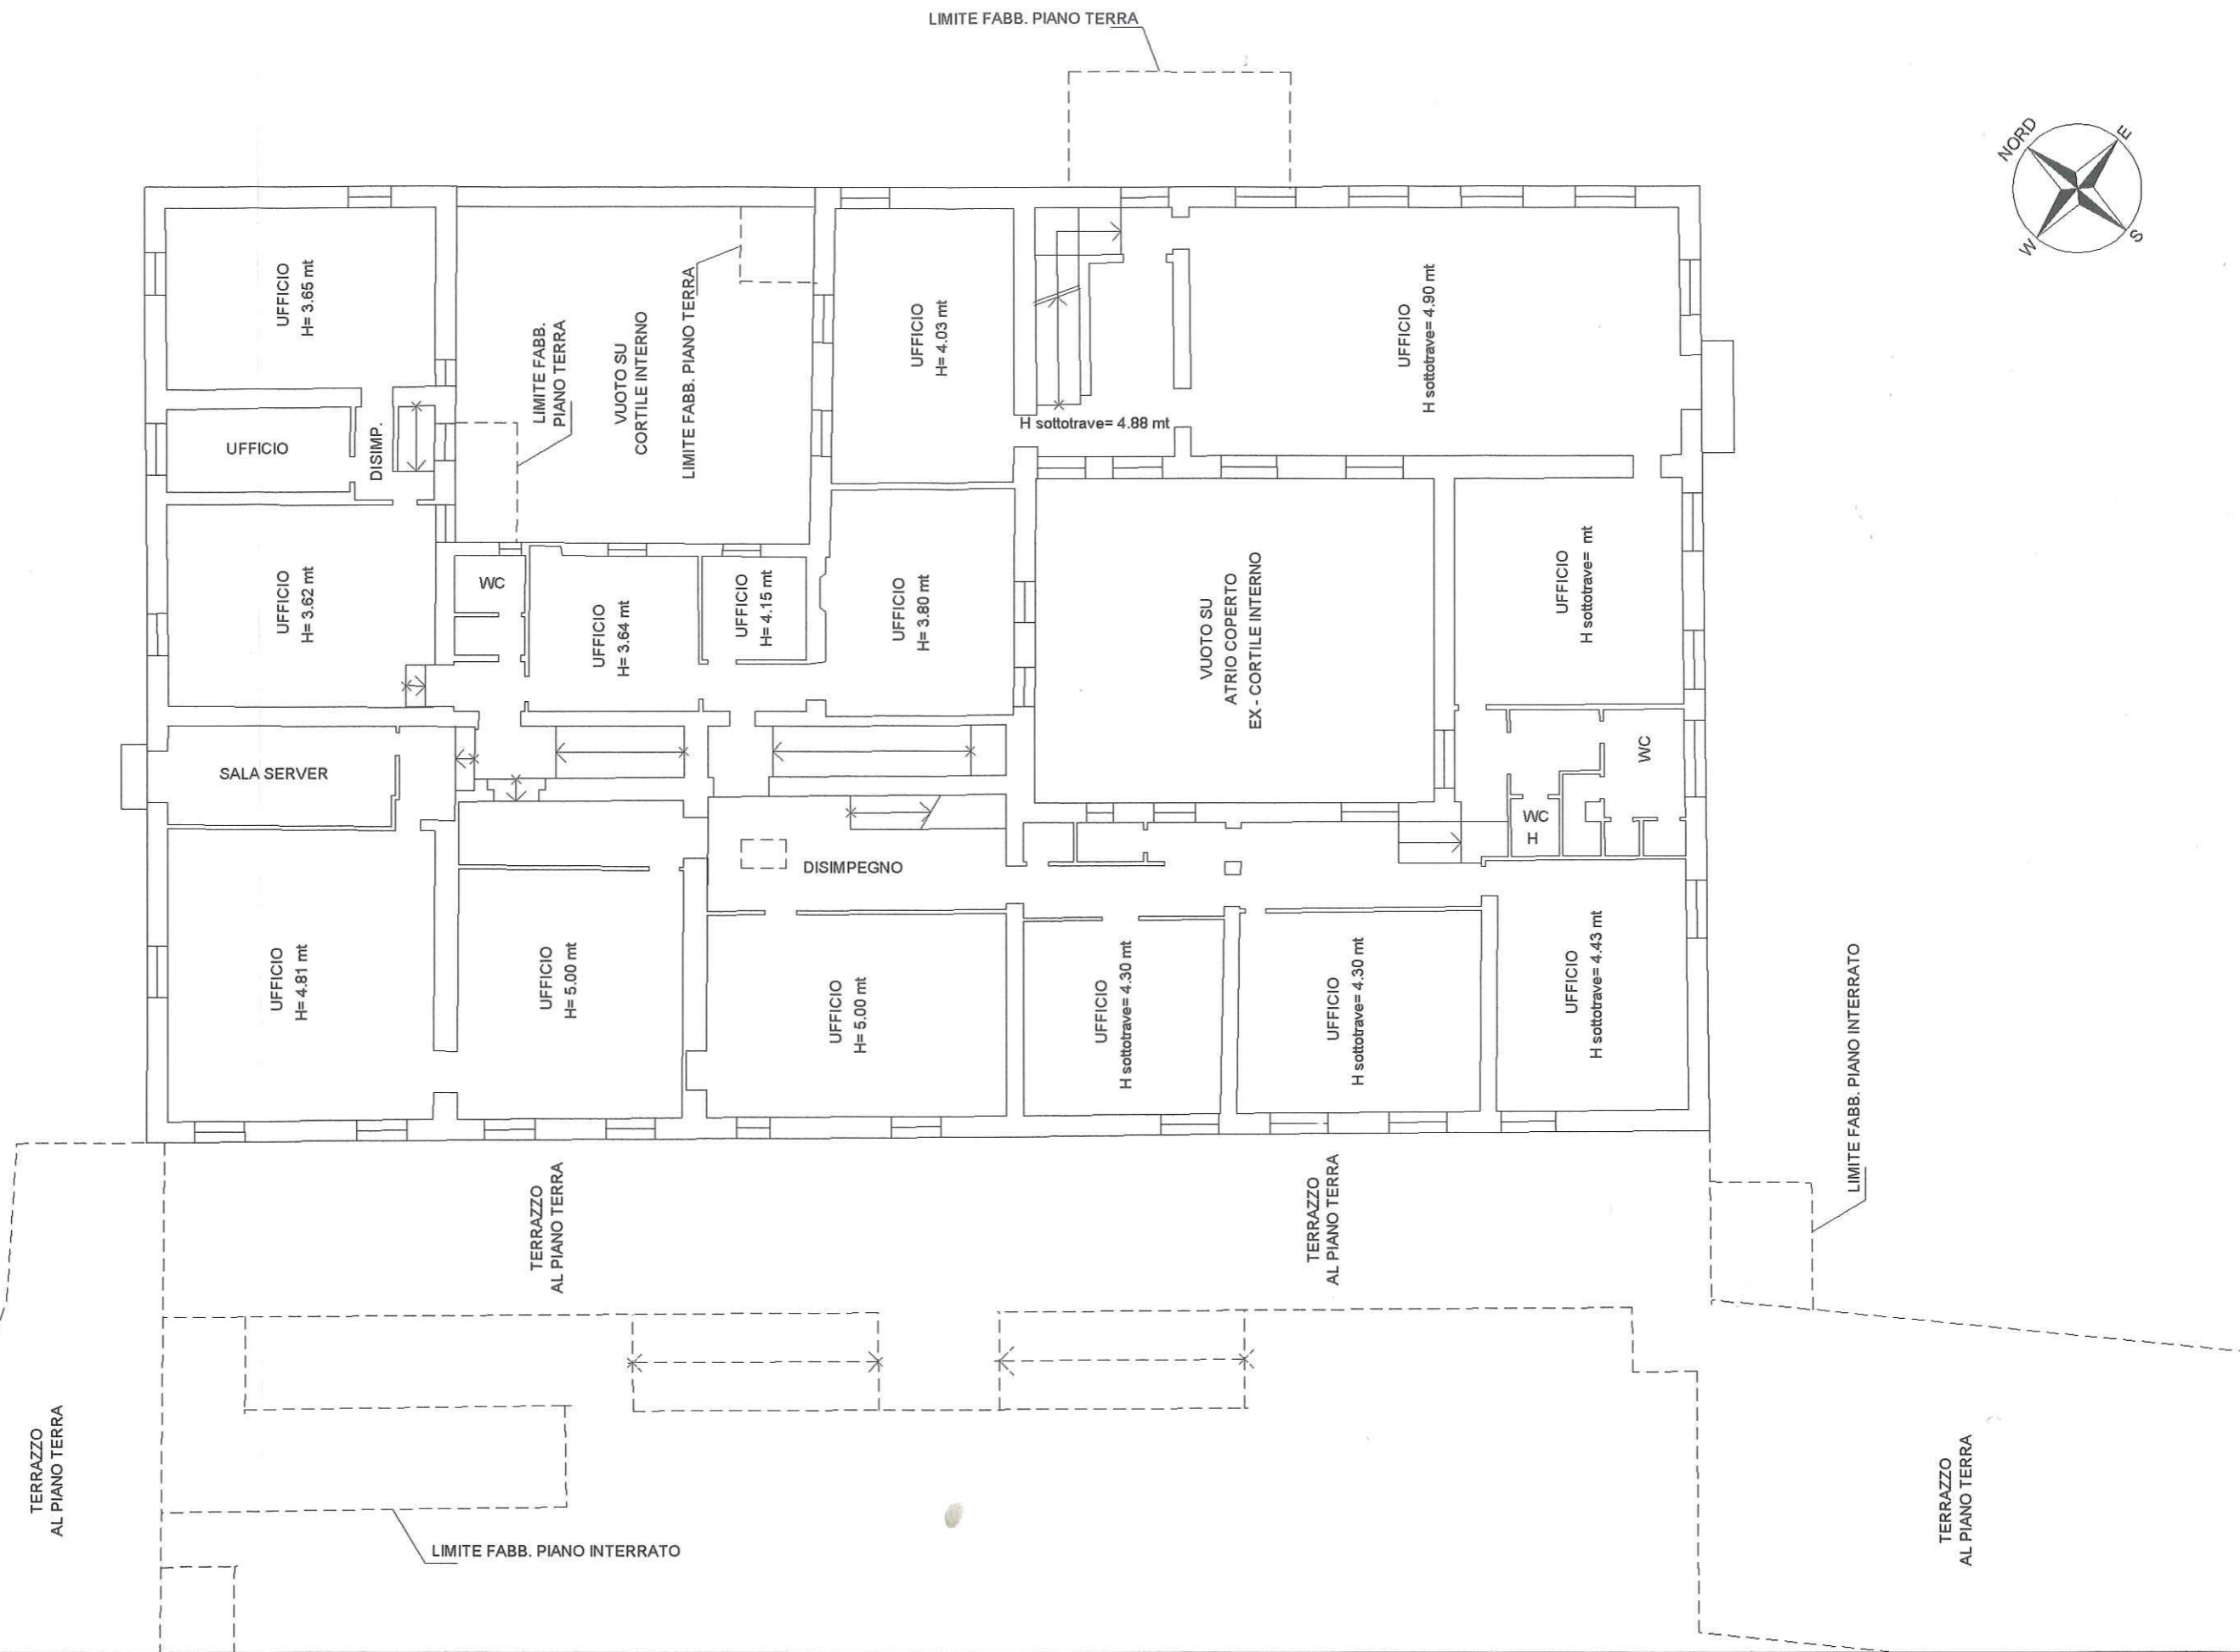 LIMITE FABB. PIANO TERRA
NORD
E
W
S
UFFICIO
H= 3.65 mt
LIMITE FABB.
PIANO TERRA
VUOTO SU
CORTILE INTERNO
LIMITE FABB. PIANO TERRA
UFFICIO
H= 4.03 mt
UFFICIO
H sottotrave= 4.90 mt
H sottotrave= 4.88 mt
UFFICIO
DISIMP.
UFFICIO
H= 3.62 mt
WC
UFFICIO
H= 3.64 mt
UFFICIO
H= 4.15 mt
UFFICIO
H= 3.80 mt
VUOTO SU
ATRIO COPERTO
EX - CORTILE INTERNO
UFFICIO
H sottotrave= mt
SALA SERVER
WC
WC
H
DISIMPEGNO
UFFICIO
H= 4.81 mt
UFFICIO
H= 5.00 mt
UFFICIO
H= 5.00 mt
UFFICIO
H sottotrave= 4.30 mt
UFFICIO
H sottotrave= 4.30 mt
UFFICIO
H sottotrave= 4.43 mt
LIMITE FABB. PIANO INTERRATO
TERRAZZO
AL PIANO TERRA
TERRAZZO
AL PIANO TERRA
TERRAZZO
AL PIANO TERRA
LIMITE FABB. PIANO INTERRATO
TERRAZZO
AL PIANO TERRA